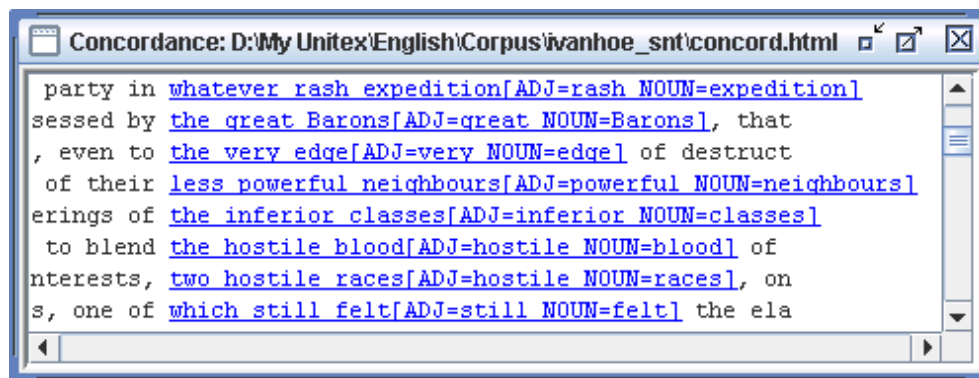 Concordance: D:\My Unitex\English\Corpus\ivanhoe_snt\concord.html
party in whatever rash expedition[ADJ=rash NOUN=expedition]
sessed by the great Barons[ADJ=great NOUN=Barons], that
, even to the very edge[ADJ=very NOUN=edge] of destruct
of their less powerful neighbours[ADJ=powerful NOUN=neighbours]
erings of the inferior classes[ADJ=inferior NOUN=classes]
to blend the hostile blood[ADJ=hostile NOUN=blood] of
nterests, two hostile races[ADJ=hostile NOUN=races], on
s, one of which still felt[ADJ=still NOUN=felt] the ela